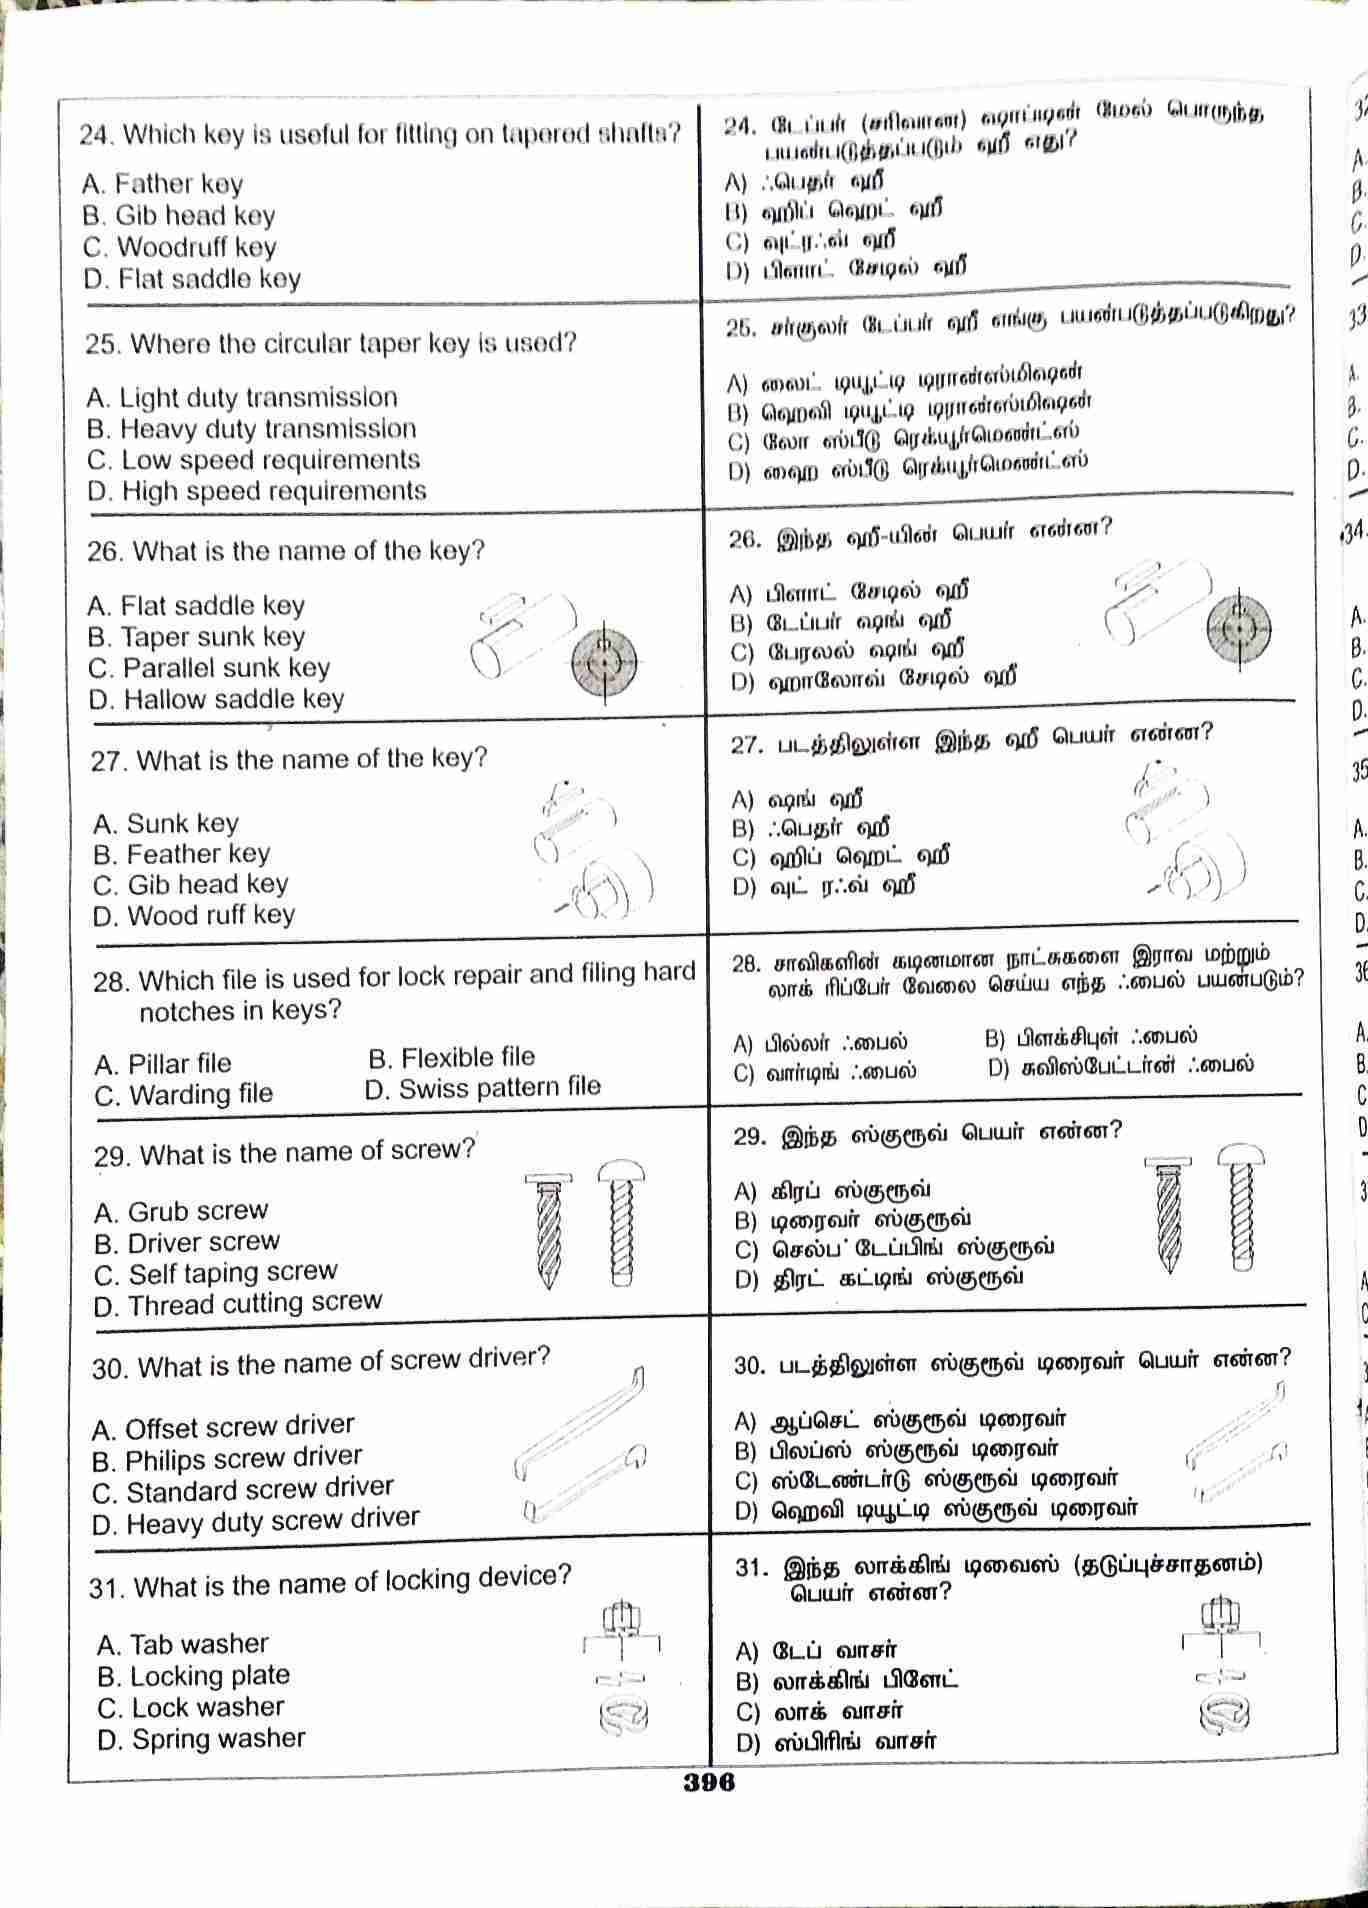 24. Which key is useful for fitting on tapered shafts?
A. Father key
B. Gib head key
C. Woodruff key
D. Flat saddle key
25. Where the circular taper key is used?
A. Light duty transmission
B. Heavy duty transmission
C. Low speed requirements
D. High speed requirements
26. What is the name of the key?
A. Flat saddle key
B. Taper sunk key
C. Parallel sunk key
D. Hallow saddle key
27. What is the name of the key?
A. Sunk key
B. Feather key
C. Gib head key
D. Wood ruff key
28. Which file is used for lock repair and filing hard
notches in keys?
A. Pillar file B. Flexible file
C. Warding file D. Swiss pattern file
29. What is the name of screw?
A. Grub screw
B. Driver screw
C. Self taping screw
D. Thread cutting screw
30. What is the name of screw driver?
A. Offset screw driver
B. Philips screw driver
C. Standard screw driver
D. Heavy duty screw driver
31. What is the name of locking device?
A. Tab washer
B. Locking plate
C. Lock washer
D. Spring washer
24. டேப்பர் (சரிவான) ஷாப்டின் மேல் பொருந்த
பயன்படுத்தப்படும் ஹீ எது?
A) ஃபெதர் ஹீ
B) ஹிப் ஹெட் ஹீ
C) வுட்ரஃவ் ஹீ
D) பிளாட் சேடில் ஹீ
25. சர்குலர் டேப்பர் ஹீ எங்கு பயன்படுத்தப்படுகிறது?
A) லைட் டியூட்டி டிரான்ஸ்மிஷன்
B) ஹெவி டியூட்டி டிரான்ஸ்மிஷன்
C) லோ ஸ்பீடு ரெக்யூர்மெண்ட்ஸ்
D) ஹை ஸ்பீடு ரெக்யூர்மெண்ட்ஸ்
26. இந்த ஹீ-யின் பெயர் என்ன?
A) பிளாட் சேடில் ஹீ
B) டேப்பர் ஷங் ஹீ
C) பேரலல் ஷங் ஹீ
D) ஹாலோவ் சேடில் ஹீ
27. படத்திலுள்ள இந்த ஹீ பெயர் என்ன?
A) ஷங் ஹீ
B) ஃபெதர் ஹீ
C) ஹிப் ஹெட் ஹீ
D) வுட் ரஃவ் ஹீ
28. சாவிகளின் கடினமான நாட்சுகளை இராவ மற்றும்
லாக் ரிப்பேர் வேலை செய்ய எந்த ஃபைல் பயன்படும்?
A) பில்லர் ஃபைல் B) பிளக்சிபுள் ஃபைல்
C) வார்டிங் ஃபைல் D) சுவிஸ்பேட்டர்ன் ஃபைல்
29. இந்த ஸ்குரூவ் பெயர் என்ன?
A) கிரப் ஸ்குரூவ்
B) டிரைவர் ஸ்குரூவ்
C) செல்ப் டேப்பிங் ஸ்குரூவ்
D) திரட் கட்டிங் ஸ்குரூவ்
30. படத்திலுள்ள ஸ்குரூவ் டிரைவர் பெயர் என்ன?
A) ஆப்செட் ஸ்குரூவ் டிரைவர்
B) பிலப்ஸ் ஸ்குரூவ் டிரைவர்
C) ஸ்டேண்டர்டு ஸ்குரூவ் டிரைவர்
D) ஹெவி டியூட்டி ஸ்குரூவ் டிரைவர்
31. இந்த லாக்கிங் டிவைஸ் (தடுப்புச்சாதனம்)
பெயர் என்ன?
A) டேப் வாசர்
B) லாக்கிங் பிளேட்
C) லாக் வாசர்
D) ஸ்பிரிங் வாசர்
396